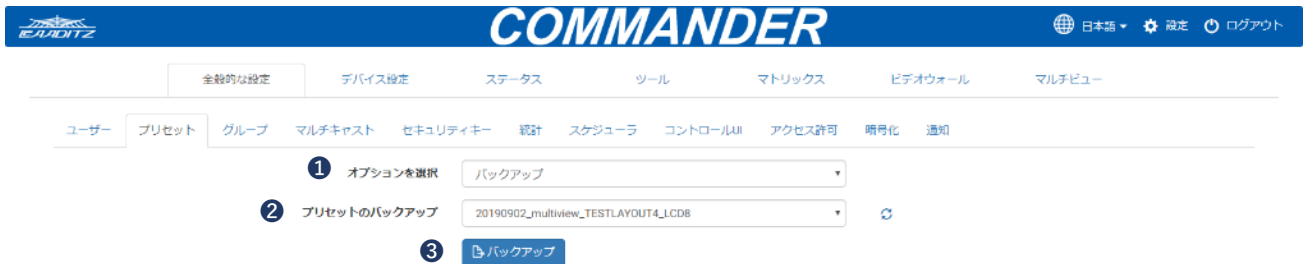 COMMANDER
日本語 設定 ログアウト
全般的な設定 デバイス設定 ステータス ツール マトリックス ビデオウォール マルチビュー
ユーザー プリセット グループ マルチキャスト セキュリティキー 統計 スケジューラ コントロールUI アクセス許可 暗号化 通知
1 オプションを選択 バックアップ
2 プリセットのバックアップ 20190902_multiview_TESTLAYOUT4_LCD8
3 バックアップ